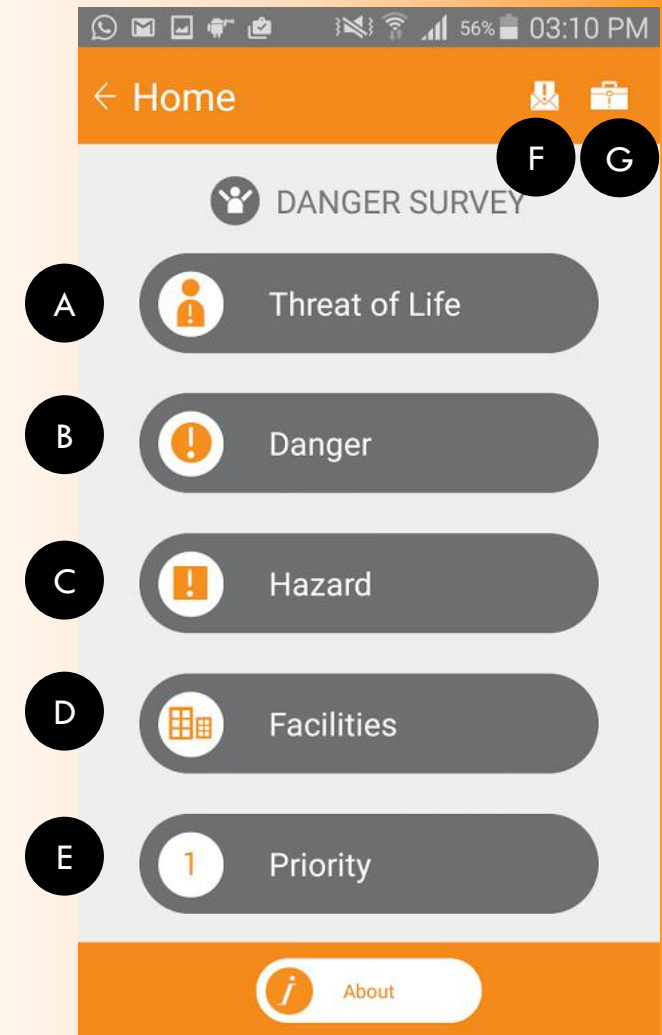 56% 03:10 PM
← Home
F G
DANGER SURVEY
A Threat of Life
B Danger
C Hazard
D Facilities
E 1 Priority
i About